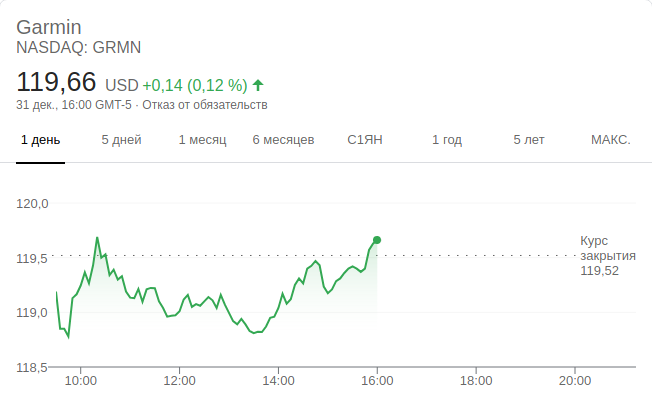 Garmin
NASDAQ: GRMN
119,66 USD +0,14 (0,12 %)
31 дек., 16:00 GMT-5 · Отказ от обязательств
1 день 5 дней 1 месяц 6 месяцев С1ЯН 1 год 5 лет МАКС.
120,0
119,5
119,0
118,5
Курс
закрытия
119,52
10:00 12:00 14:00 16:00 18:00 20:00